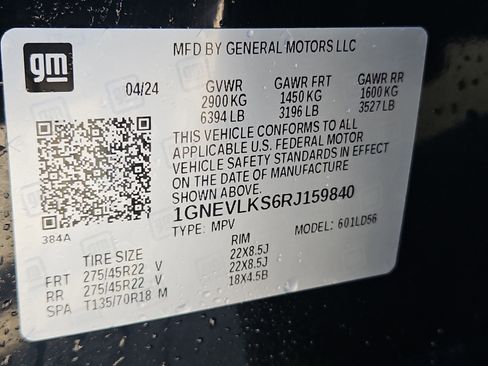 gm
MFD BY GENERAL MOTORS LLC
04/24 GVWR GAWR FRT GAWR RR
2900 KG 1450 KG 1600 KG
6394 LB 3196 LB 3527 LB
THIS VEHICLE CONFORMS TO ALL
APPLICABLE U.S. FEDERAL MOTOR
VEHICLE SAFETY STANDARDS IN EFFECT
ON THE DATE OF MANUFACTURE
SHOWN ABOVE.
1GNEVLKS6RJ159840
384A TYPE: MPV MODEL: 601LD56
TIRE SIZE RIM
FRT 275/45R22 V 22X8.5J
RR 275/45R22 V 22X8.5J
SPA T135/70R18 M 18X4.5B